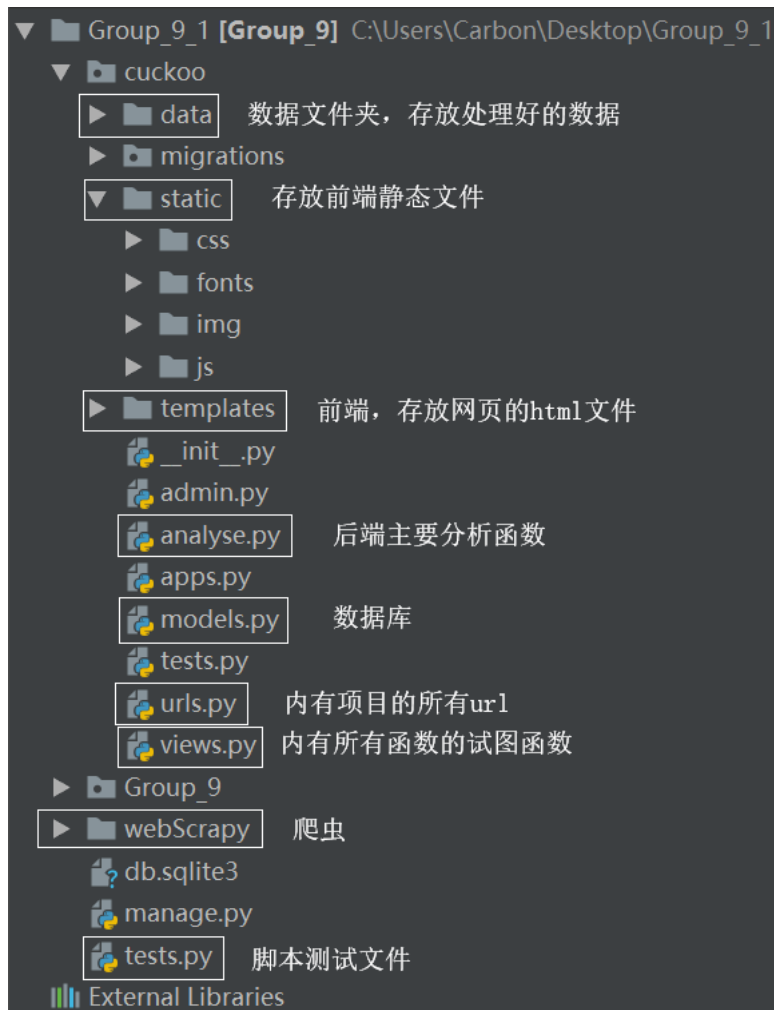 Group_9_1 [Group_9] C:\Users\Carbon\Desktop\Group_9_1
cuckoo
data 数据文件夹，存放处理好的数据
migrations
static 存放前端静态文件
css
fonts
img
js
templates 前端，存放网页的html文件
__init__.py
admin.py
analyse.py 后端主要分析函数
apps.py
models.py 数据库
tests.py
urls.py 内有项目的所有url
views.py 内有所有函数的试图函数
Group_9
webScrapy 爬虫
db.sqlite3
manage.py
tests.py 脚本测试文件
External Libraries